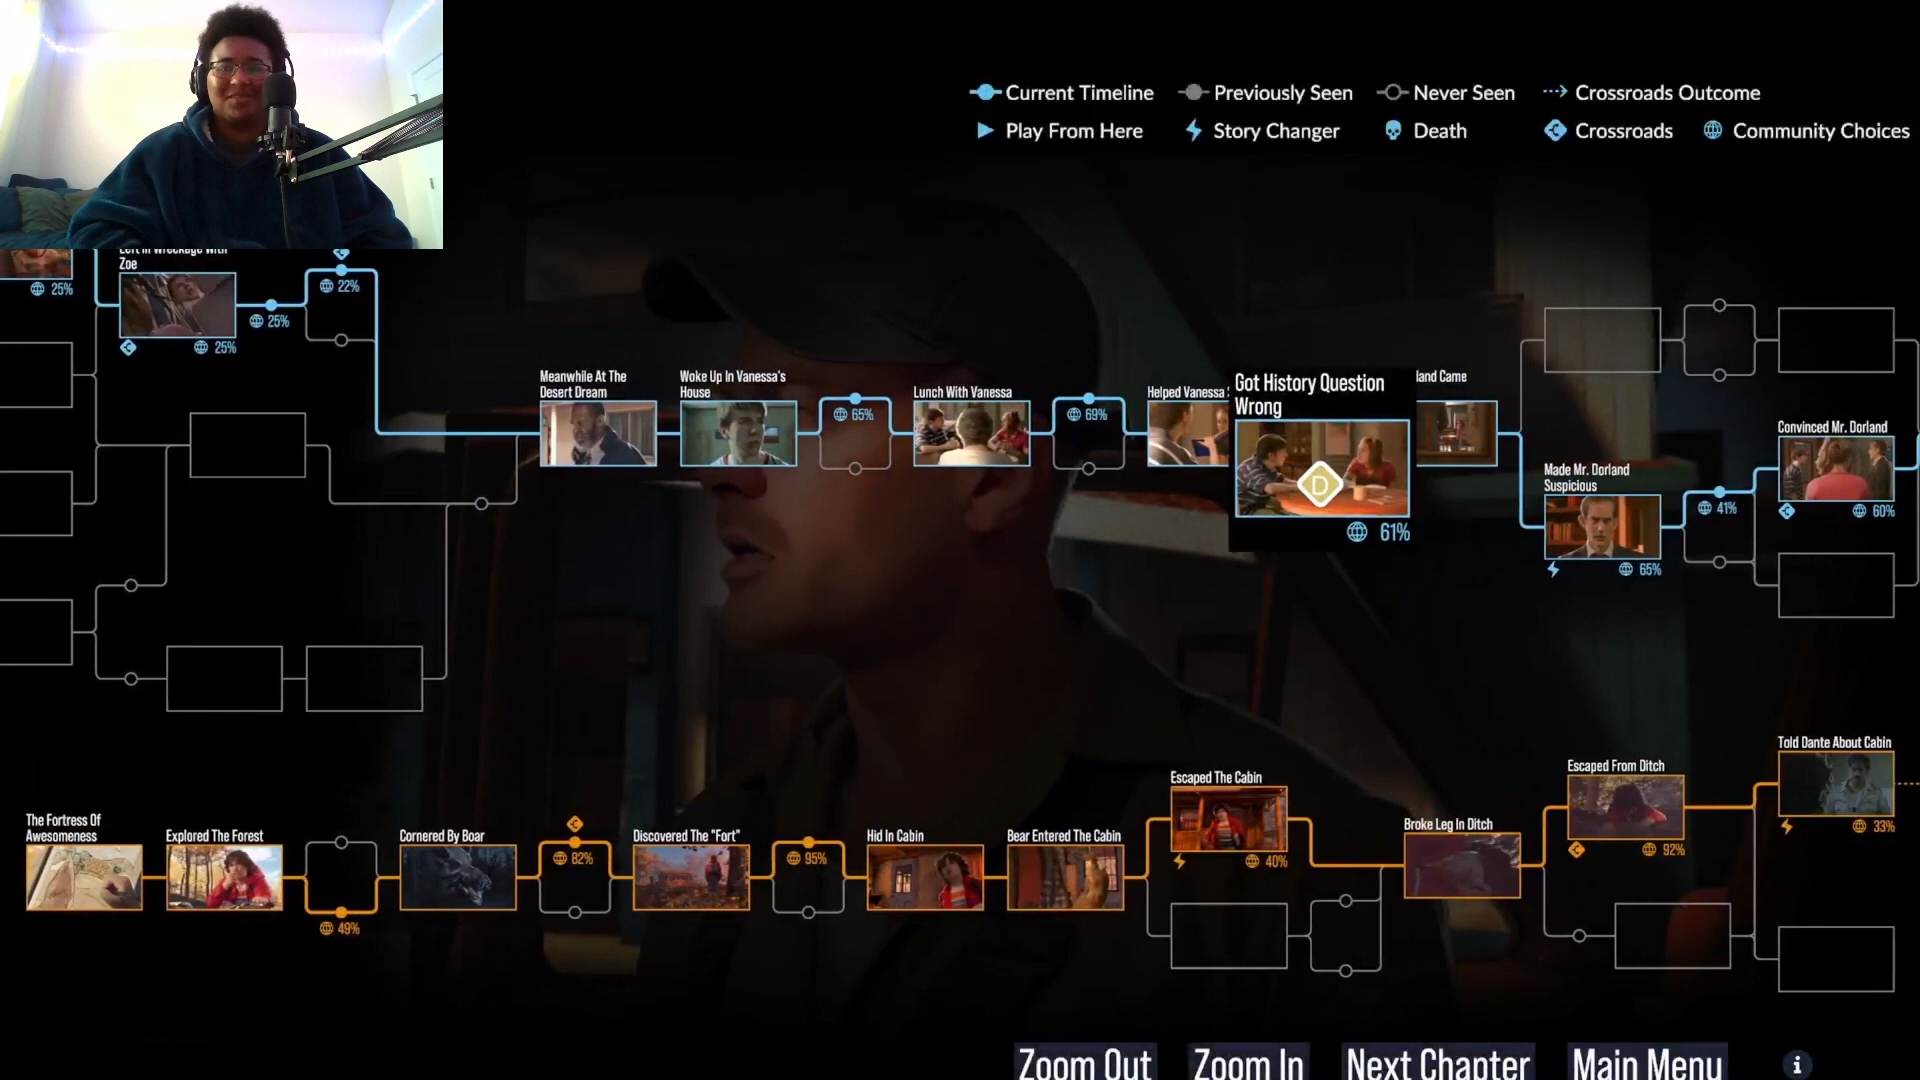 Current Timeline
Previously Seen
Never Seen
Crossroads Outcome
Play From Here
Story Changer
Death
Crossroads
Community Choices
Left In Wreckage With
Zoe
25%
25%
25%
22%
Meanwhile At The
Desert Dream
Woke Up In Vanessa's
House
65%
Lunch With Vanessa
69%
Helped Vanessa
Got History Question
Wrong
D
61%
land Came
Made Mr. Dorland
Suspicious
65%
41%
Convinced Mr. Dorland
60%
The Fortress Of
Awesomeness
Explored The Forest
49%
Cornered By Boar
82%
Discovered The "Fort"
95%
Hid In Cabin
Bear Entered The Cabin
Escaped The Cabin
40%
Broke Leg In Ditch
Escaped From Ditch
92%
Told Dante About Cabin
33%
Zoom Out
Zoom In
Next Chapter
Main Menu
i